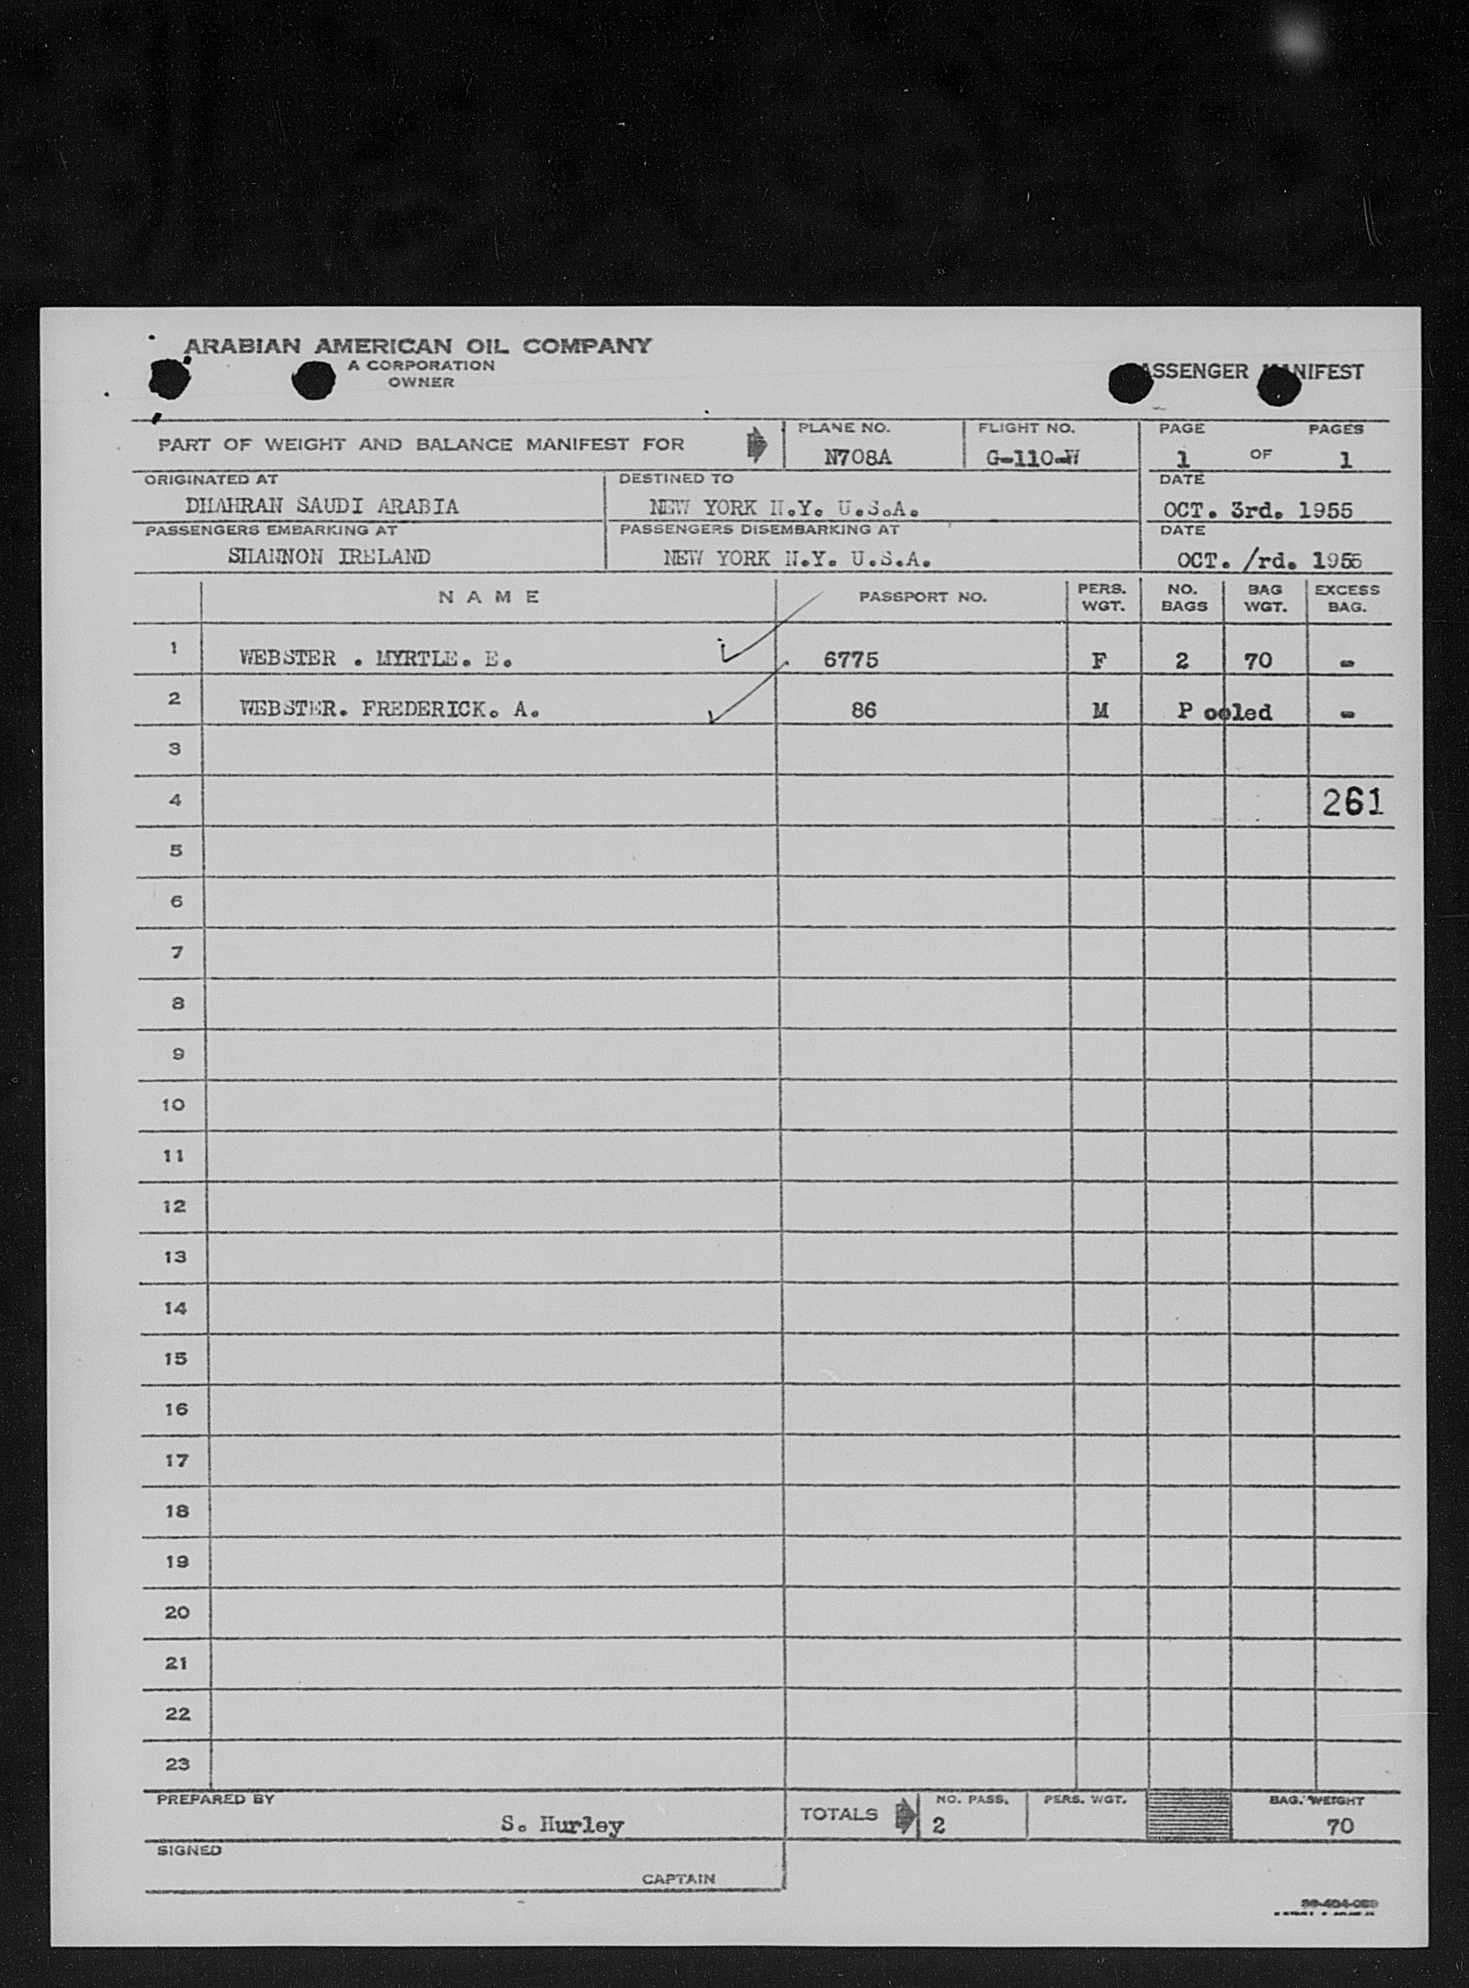 ARABIAN AMERICAN OIL COMPANY
A CORPORATION
OWNER
PASSENGER MANIFEST
PART OF WEIGHT AND BALANCE MANIFEST FOR
PLANE NO.
N708A
FLIGHT NO.
G-110-W
PAGE PAGES
1 OF 1
ORIGINATED AT
DHAHRAN SAUDI ARABIA
DESTINED TO
NEW YORK N.Y. U.S.A.
DATE
OCT. 3rd. 1955
PASSENGERS EMBARKING AT
SHANNON IRELAND
PASSENGERS DISEMBARKING AT
NEW YORK N.Y. U.S.A.
DATE
OCT. /rd. 1955
NAME PASSPORT NO. PERS. WGT. NO. BAGS BAG WGT. EXCESS BAG.
1 WEBSTER . MYRTLE. E. 6775 F 2 70 -
2 WEBSTER. FREDERICK. A. 86 M P ooled -
3
4 261
5
6
7
8
9
10
11
12
13
14
15
16
17
18
19
20
21
22
23
PREPARED BY
S. Hurley
TOTALS
NO. PASS.
2
PERS. WGT.
BAG. WEIGHT
70
SIGNED
CAPTAIN